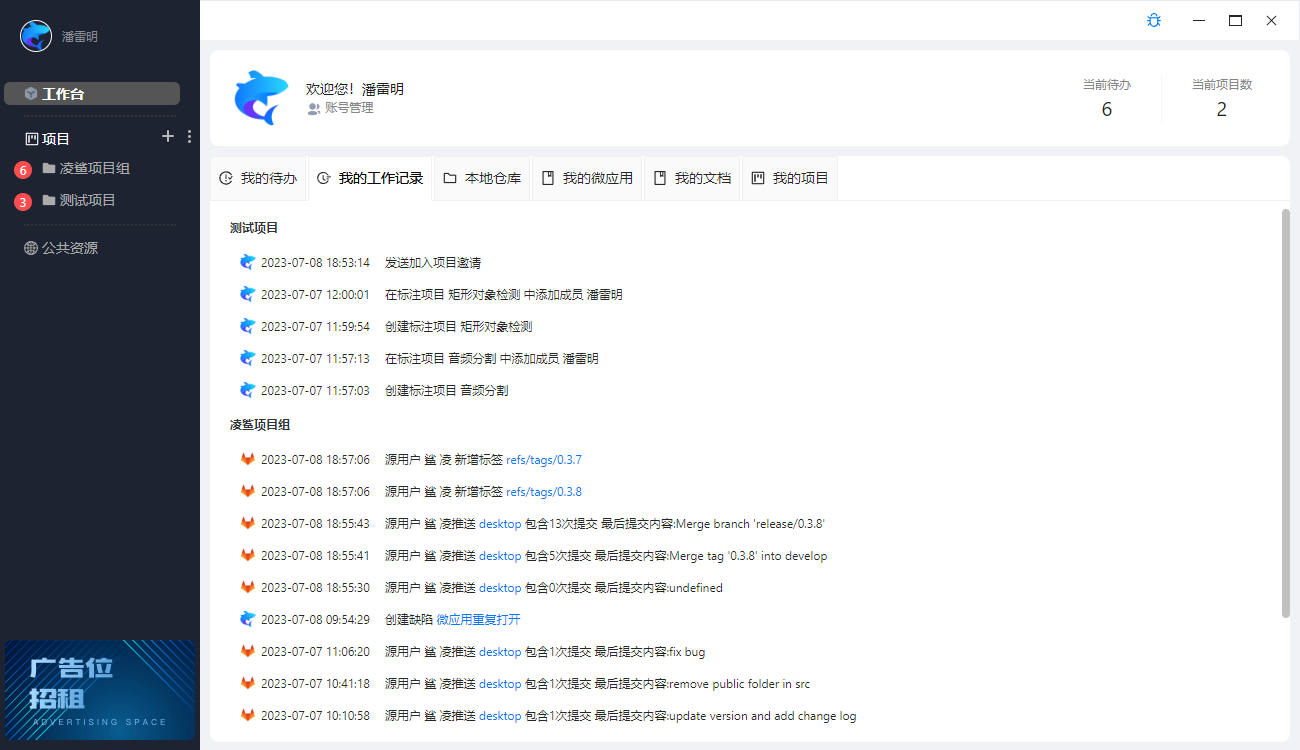 潘雷明
工作台
项目
6 凌鲨项目组
3 测试项目
公共资源
广告位
招租
ADVERTISING SPACE
欢迎您！潘雷明
账号管理
当前待办
6
当前项目数
2
我的待办 我的工作记录 本地仓库 我的微应用 我的文档 我的项目
测试项目
2023-07-08 18:53:14 发送加入项目邀请
2023-07-07 12:00:01 在标注项目 矩形对象检测 中添加成员 潘雷明
2023-07-07 11:59:54 创建标注项目 矩形对象检测
2023-07-07 11:57:13 在标注项目 音频分割 中添加成员 潘雷明
2023-07-07 11:57:03 创建标注项目 音频分割
凌鲨项目组
2023-07-08 18:57:06 源用户 鲨 凌 新增标签 refs/tags/0.3.7
2023-07-08 18:57:06 源用户 鲨 凌 新增标签 refs/tags/0.3.8
2023-07-08 18:55:43 源用户 鲨 凌推送 desktop 包含13次提交 最后提交内容:Merge branch 'release/0.3.8'
2023-07-08 18:55:41 源用户 鲨 凌推送 desktop 包含5次提交 最后提交内容:Merge tag '0.3.8' into develop
2023-07-08 18:55:30 源用户 鲨 凌推送 desktop 包含0次提交 最后提交内容:undefined
2023-07-08 09:54:29 创建缺陷 微应用重复打开
2023-07-07 11:06:20 源用户 鲨 凌推送 desktop 包含1次提交 最后提交内容:fix bug
2023-07-07 10:41:18 源用户 鲨 凌推送 desktop 包含1次提交 最后提交内容:remove public folder in src
2023-07-07 10:10:58 源用户 鲨 凌推送 desktop 包含1次提交 最后提交内容:update version and add change log